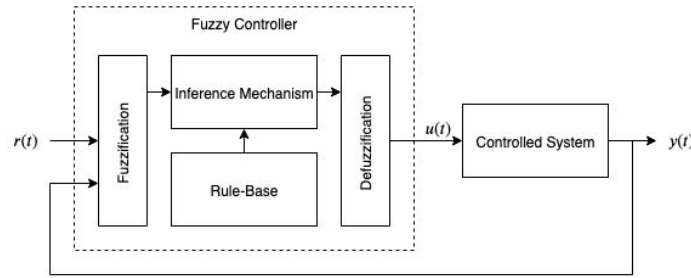 Fuzzy Controller
Fuzzification
Inference Mechanism
Rule-Base
Defuzzification
r(t)
u(t)
Controlled System
y(t)